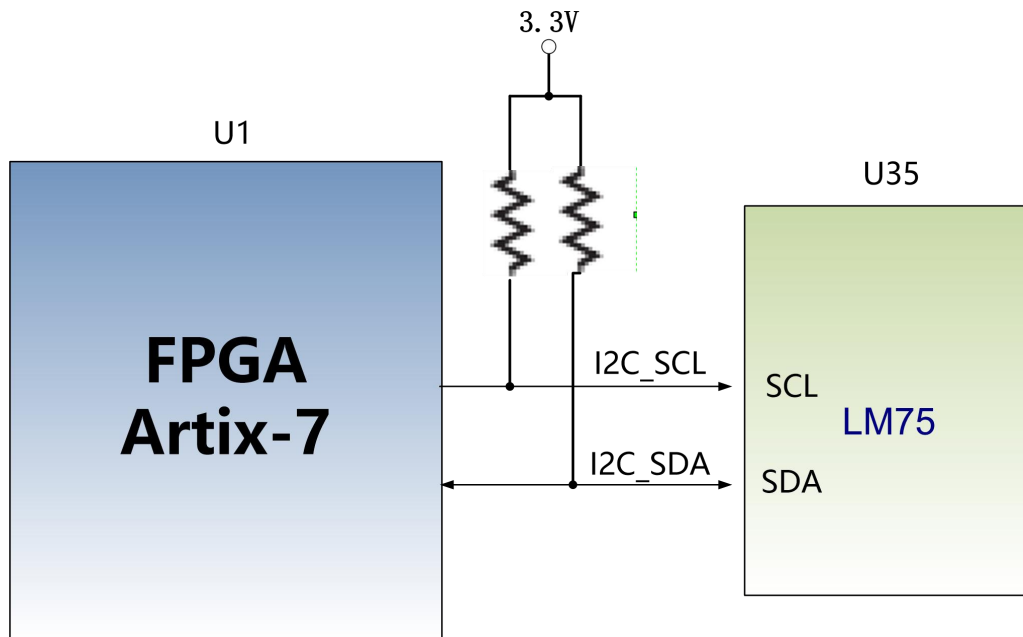 3.3V
U1
U35
FPGA
Artix-7
I2C_SCL
SCL
LM75
I2C_SDA
SDA